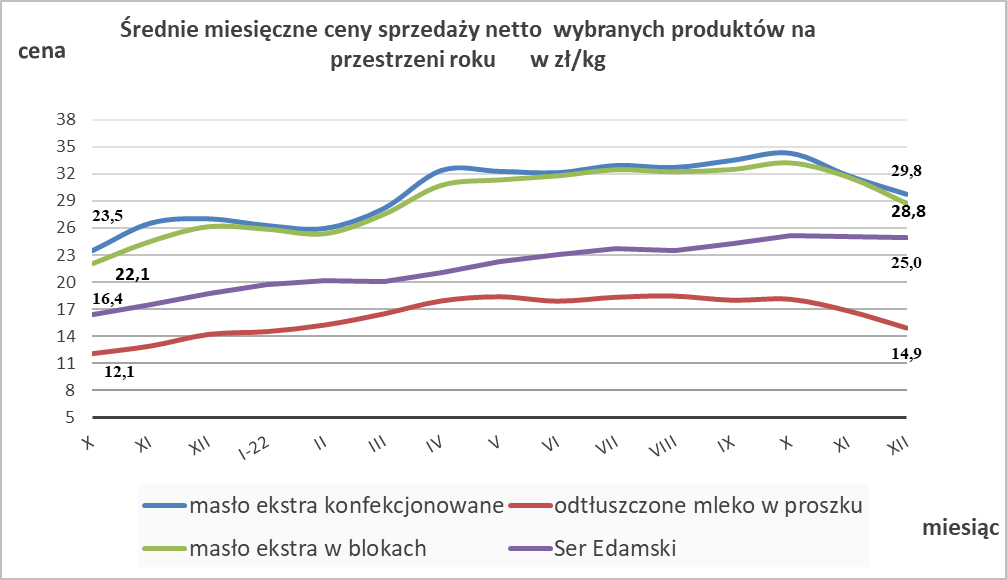 Średnie miesięczne ceny sprzedaży netto wybranych produktów na
przestrzeni roku w zł/kg
cena
38
35
32
29
26
23
20
17
14
11
8
5
23,5
22,1
16,4
12,1
29,8
28,8
25,0
14,9
X XI XII I-22 II III IV V VI VII VIII IX X XI XII
masło ekstra konfekcjonowane odtłuszczone mleko w proszku
masło ekstra w blokach Ser Edamski
miesiąc